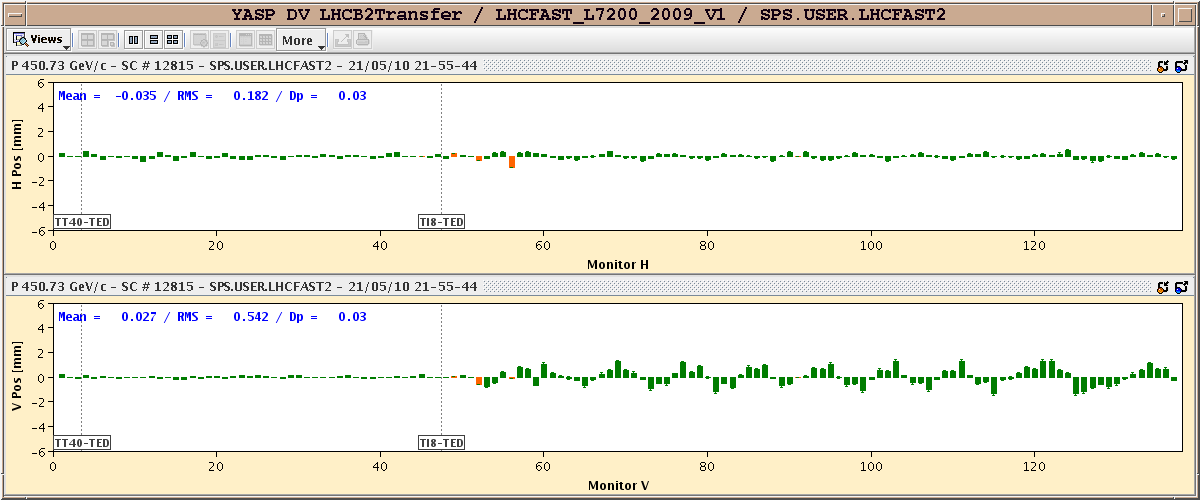 YASP DV LHCB2Transfer / LHCFAST_L7200_2009_V1 / SPS.USER.LHCFAST2
Views More
P 450.73 GeV/c - SC # 12815 - SPS.USER.LHCFAST2 - 21/05/10 21-55-44
Mean = -0.035 / RMS = 0.182 / Dp = 0.03
H Pos [mm]
6
4
2
0
-2
-4
-6
TT40-TED TI8-TED
0 20 40 60 80 100 120
Monitor H
P 450.73 GeV/c - SC # 12815 - SPS.USER.LHCFAST2 - 21/05/10 21-55-44
Mean = 0.027 / RMS = 0.542 / Dp = 0.03
V Pos [mm]
6
4
2
0
-2
-4
-6
TT40-TED TI8-TED
0 20 40 60 80 100 120
Monitor V